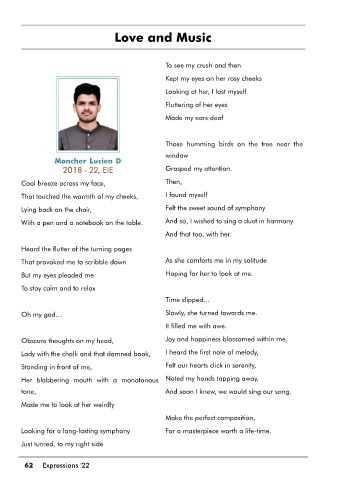 Love and Music
Moncher Lucien D
2018 - 22, EIE
Cool breeze across my face,
That touched the warmth of my cheeks,
Lying back on the chair,
With a pen and a notebook on the table.
Heard the flutter of the turning pages
That provoked me to scribble down
But my eyes pleaded me
To stay calm and to relax
Oh my god…
Obscure thoughts on my head,
Lady with the chalk and that damned book,
Standing in front of me,
Her blabbering mouth with a monotonous
tone,
Made me to look at her weirdly
Looking for a long-lasting symphony
Just turned, to my right side
To see my crush and then
Kept my eyes on her rosy cheeks
Looking at her, I lost myself
Fluttering of her eyes
Made my ears deaf
Those humming birds on the tree near the
window
Grasped my attention.
Then,
I found myself
Felt the sweet sound of symphony
And so, I wished to sing a duet in harmony
And that too, with her.
As she comforts me in my solitude
Hoping for her to look at me.
Time slipped…
Slowly, she turned towards me.
It filled me with awe.
Joy and happiness blossomed within me,
I heard the first note of melody,
Felt our hearts click in serenity,
Noted my hands tapping away,
And soon I knew, we would sing our song.
Make the perfect composition,
For a masterpiece worth a life-time.
62 Expressions '22